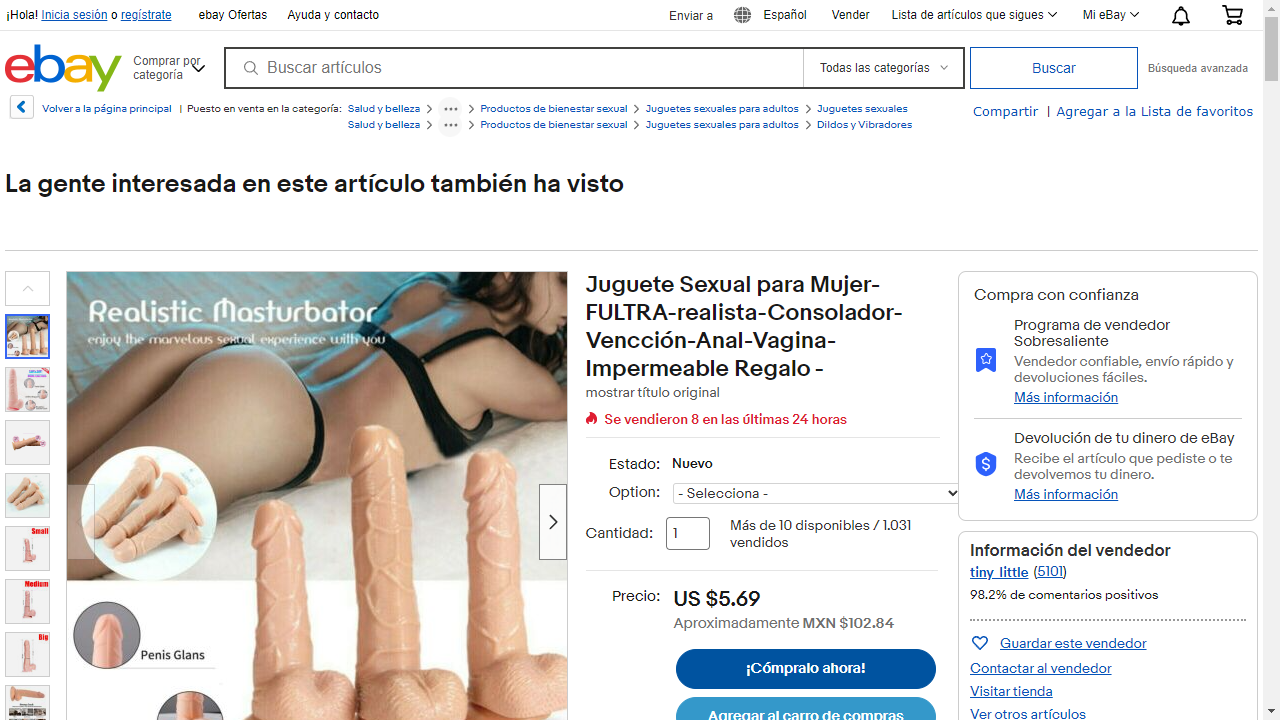 ¡Hola! Inicia sesión o regístrate
ebay Ofertas
Ayuda y contacto
Enviar a
Español
Vender
Lista de artículos que sigues
Mi eBay
ebay
Comprar por categoría
Buscar artículos
Todas las categorías
Buscar
Búsqueda avanzada
Volver a la página principal | Puesto en venta en la categoría: Salud y belleza > ••• > Productos de bienestar sexual > Juguetes sexuales para adultos > Juguetes sexuales
Salud y belleza > ••• > Productos de bienestar sexual > Juguetes sexuales para adultos > Dildos y Vibradores
Compartir | Agregar a la Lista de favoritos
La gente interesada en este artículo también ha visto
Realistic Masturbator
enjoy the marvelous sexual experience with you
Penis Glans
Small
Medium
Big
Juguete Sexual para Mujer-
FULTRA-realista-Consolador-
Vencción-Anal-Vagina-
Impermeable Regalo -
mostrar título original
Se vendieron 8 en las últimas 24 horas
Estado: Nuevo
Option: - Selecciona -
Cantidad: 1
Más de 10 disponibles / 1.031
vendidos
Precio: US $5.69
Aproximadamente MXN $102.84
¡Cómpralo ahora!
Agregar al carro de compras
Compra con confianza
Programa de vendedor
Sobresaliente
Vendedor confiable, envío rápido y
devoluciones fáciles.
Más información
Devolución de tu dinero de eBay
Recibe el artículo que pediste o te
devolvemos tu dinero.
Más información
Información del vendedor
tiny_little (5101)
98.2% de comentarios positivos
Guardar este vendedor
Contactar al vendedor
Visitar tienda
Ver otros artículos